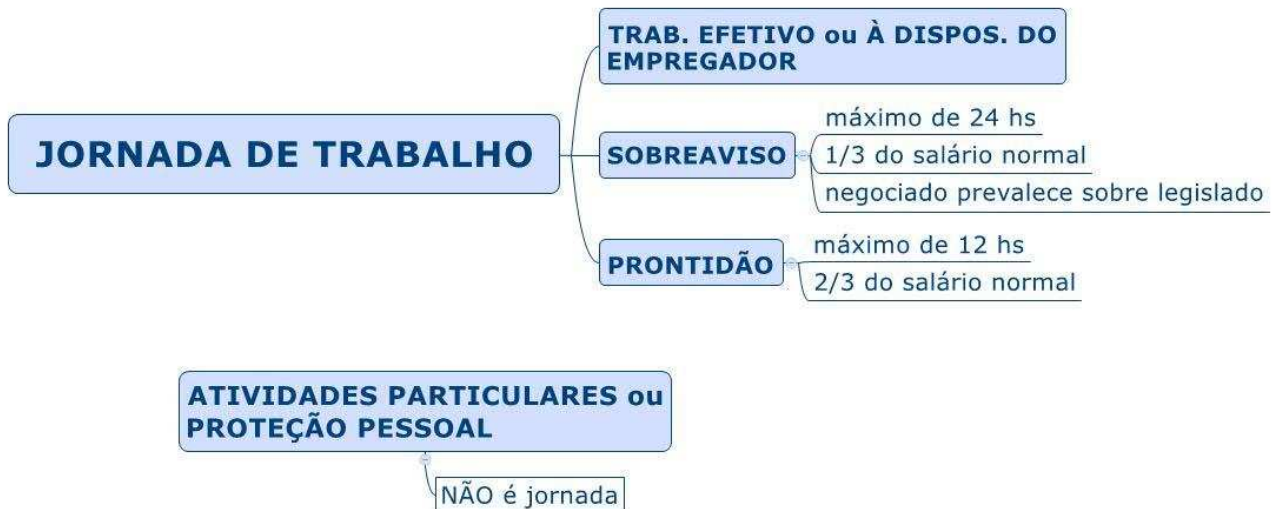 JORNADA DE TRABALHO
TRAB. EFETIVO ou À DISPOS. DO
EMPREGADOR
SOBREAVISO
máximo de 24 hs
1/3 do salário normal
negociado prevalece sobre legislado
PRONTIDÃO
máximo de 12 hs
2/3 do salário normal
ATIVIDADES PARTICULARES ou
PROTEÇÃO PESSOAL
NÃO é jornada